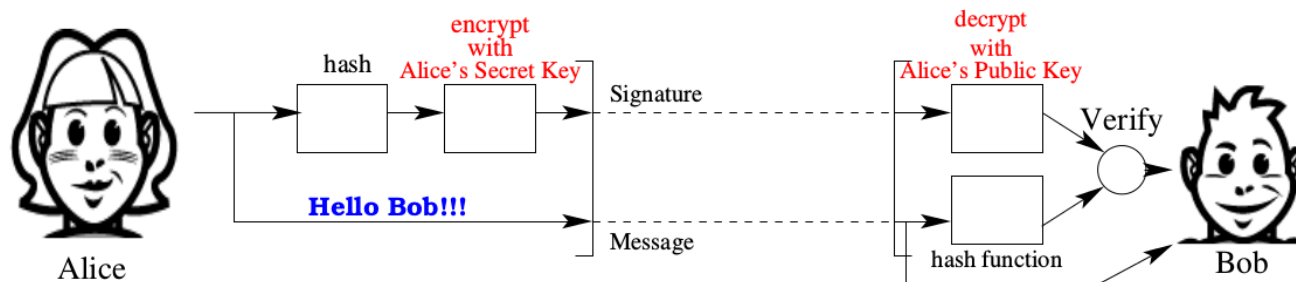 encrypt
with
Alice's Secret Key
hash
Signature
Hello Bob!!!
Message
Alice
decrypt
with
Alice's Public Key
Verify
hash function
Bob